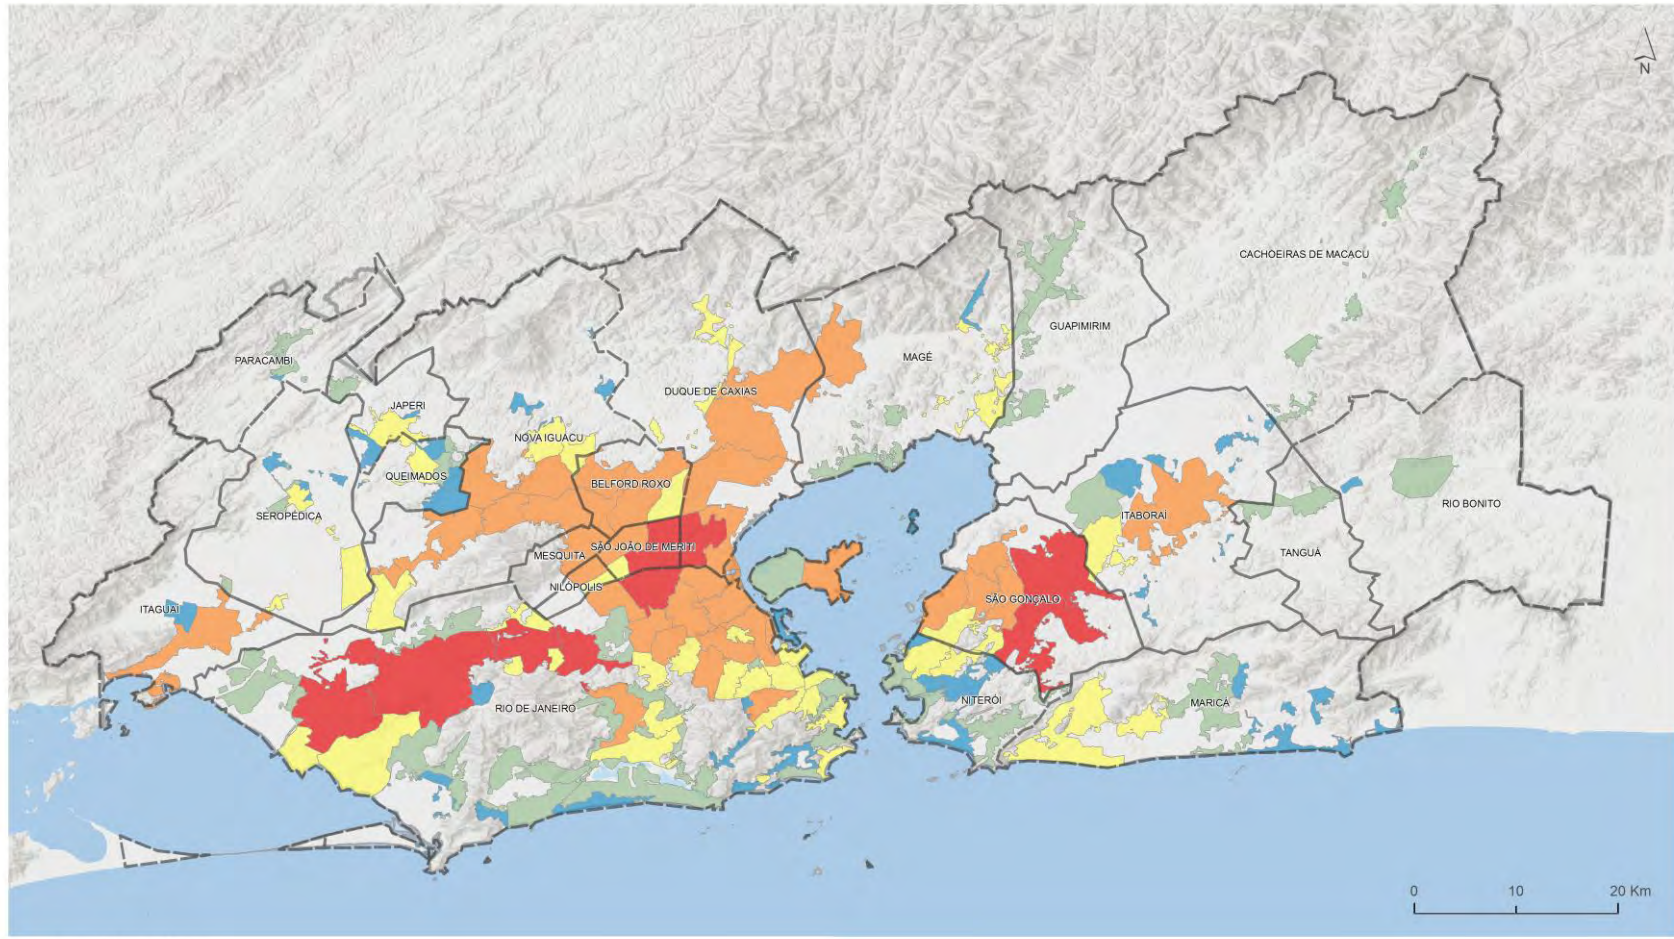 N
CACHOEIRAS DE MACACU
GUAPIMIRIM
PARACAMBI
MAGÉ
DUQUE DE CAXIAS
JAPERI
NOVA IGUAÇU
QUEIMADOS
BELFORD ROXO
RIO BONITO
SEROPÉDICA
ITABORAÍ
SÃO JOÃO DE MERITI
MESQUITA
TANGUÁ
NILÓPOLIS
SÃO GONÇALO
ITAGUAÍ
NITERÓI
MARICÁ
RIO DE JANEIRO
0 10 20 Km